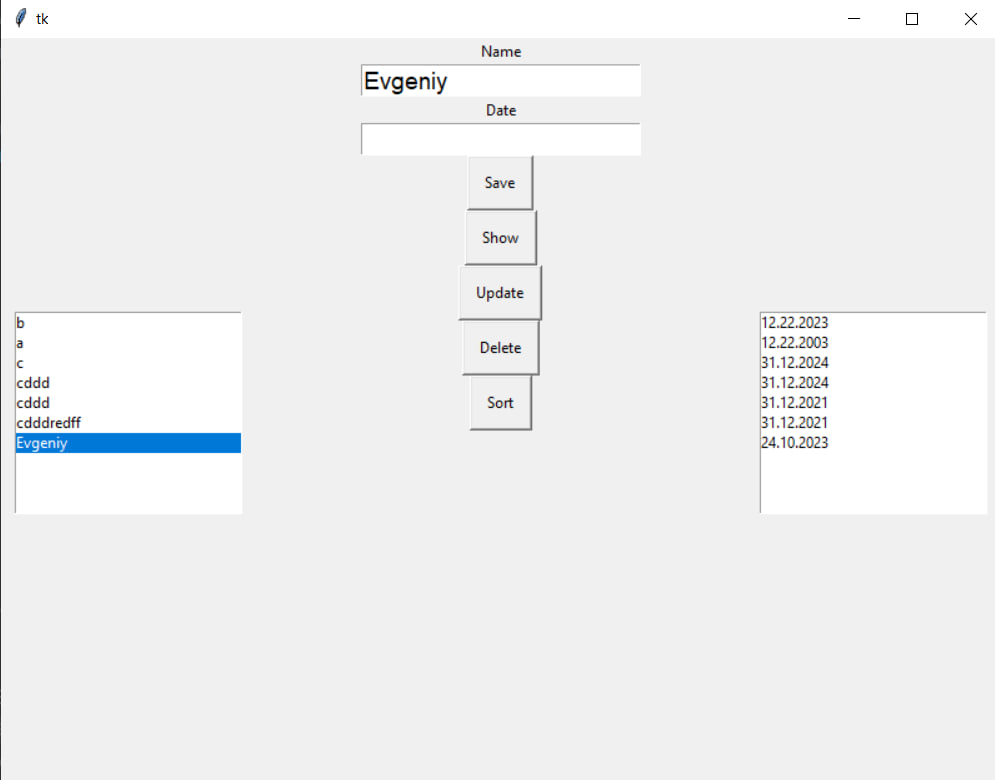 tk
Name
Evgeniy
Date
Save
Show
Update
Delete
Sort
b
a
c
cddd
cddd
cdddredff
Evgeniy
12.22.2023
12.22.2003
31.12.2024
31.12.2024
31.12.2021
31.12.2021
24.10.2023